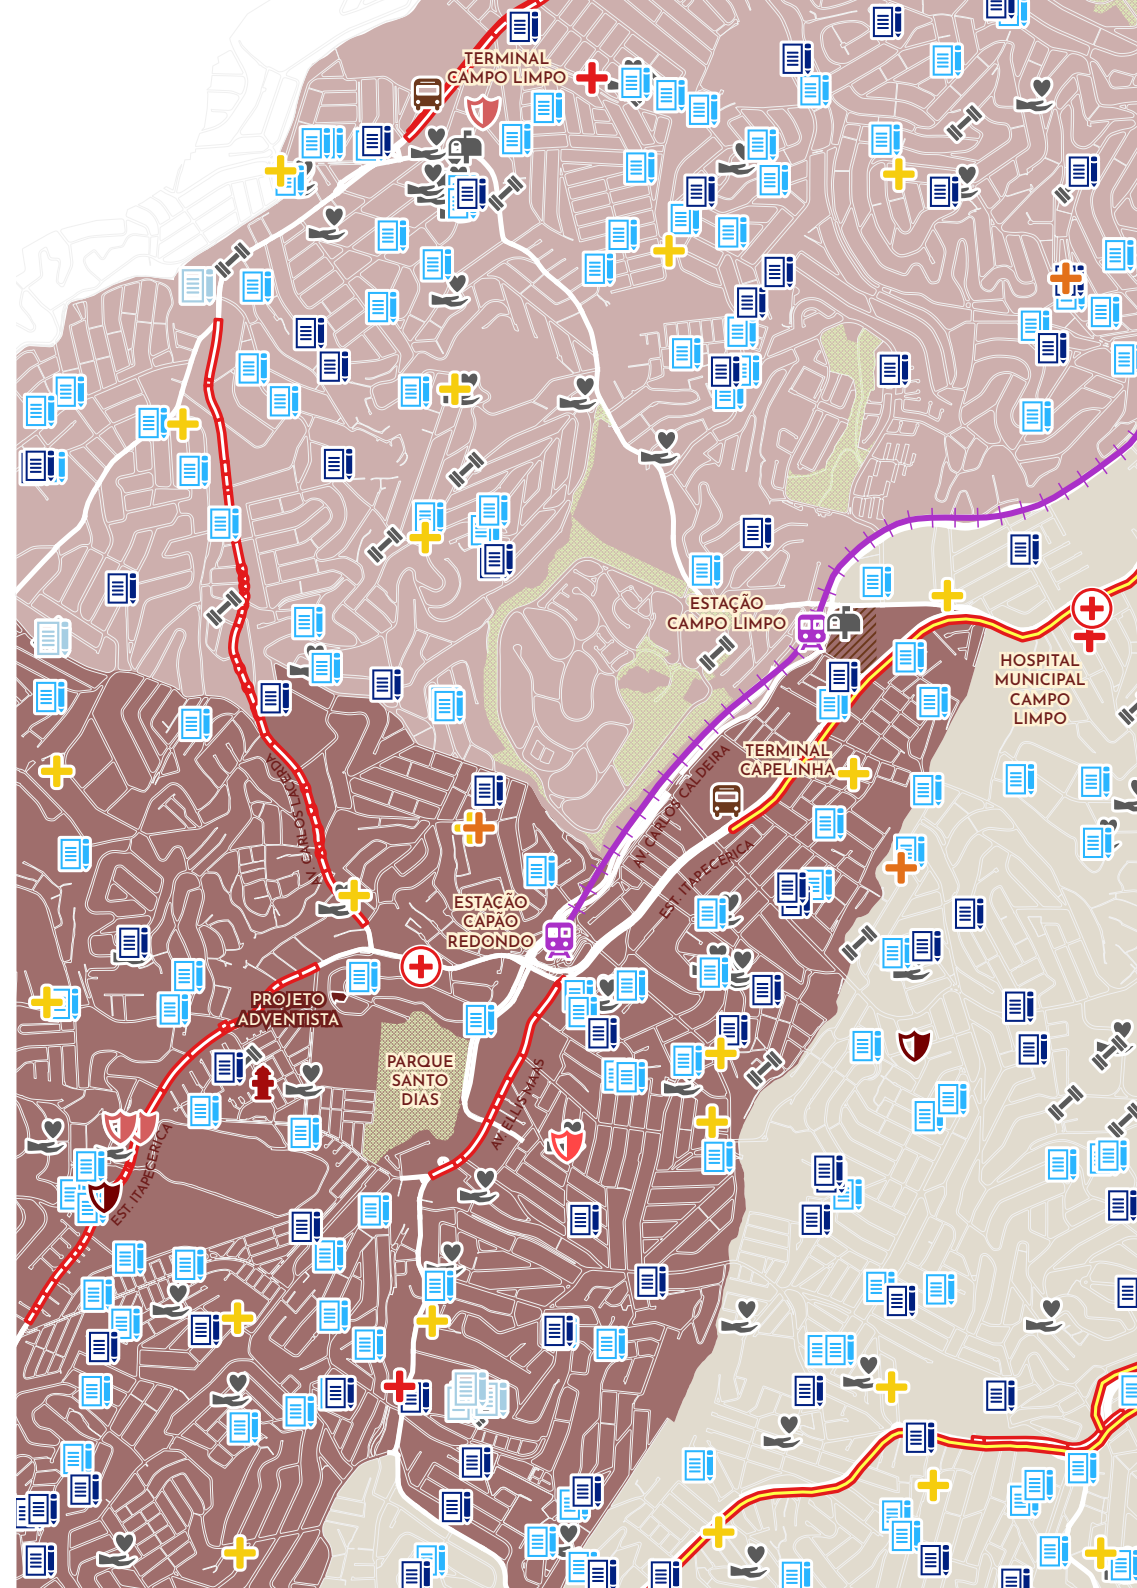 TERMINAL
CAMPO LIMPO
ESTAÇÃO
CAMPO LIMPO
HOSPITAL
MUNICIPAL
CAMPO
LIMPO
TERMINAL
CAPELINHA
AV. CARLOS CALDEIRA
AV. CARLOS LACERDA
EST. ITAPECERICA
ESTAÇÃO
CAPÃO
REDONDO
PROJETO
ADVENTISTA
PARQUE
SANTO
DIAS
AV. ELLIS MAAS
EST. ITAPECERICA